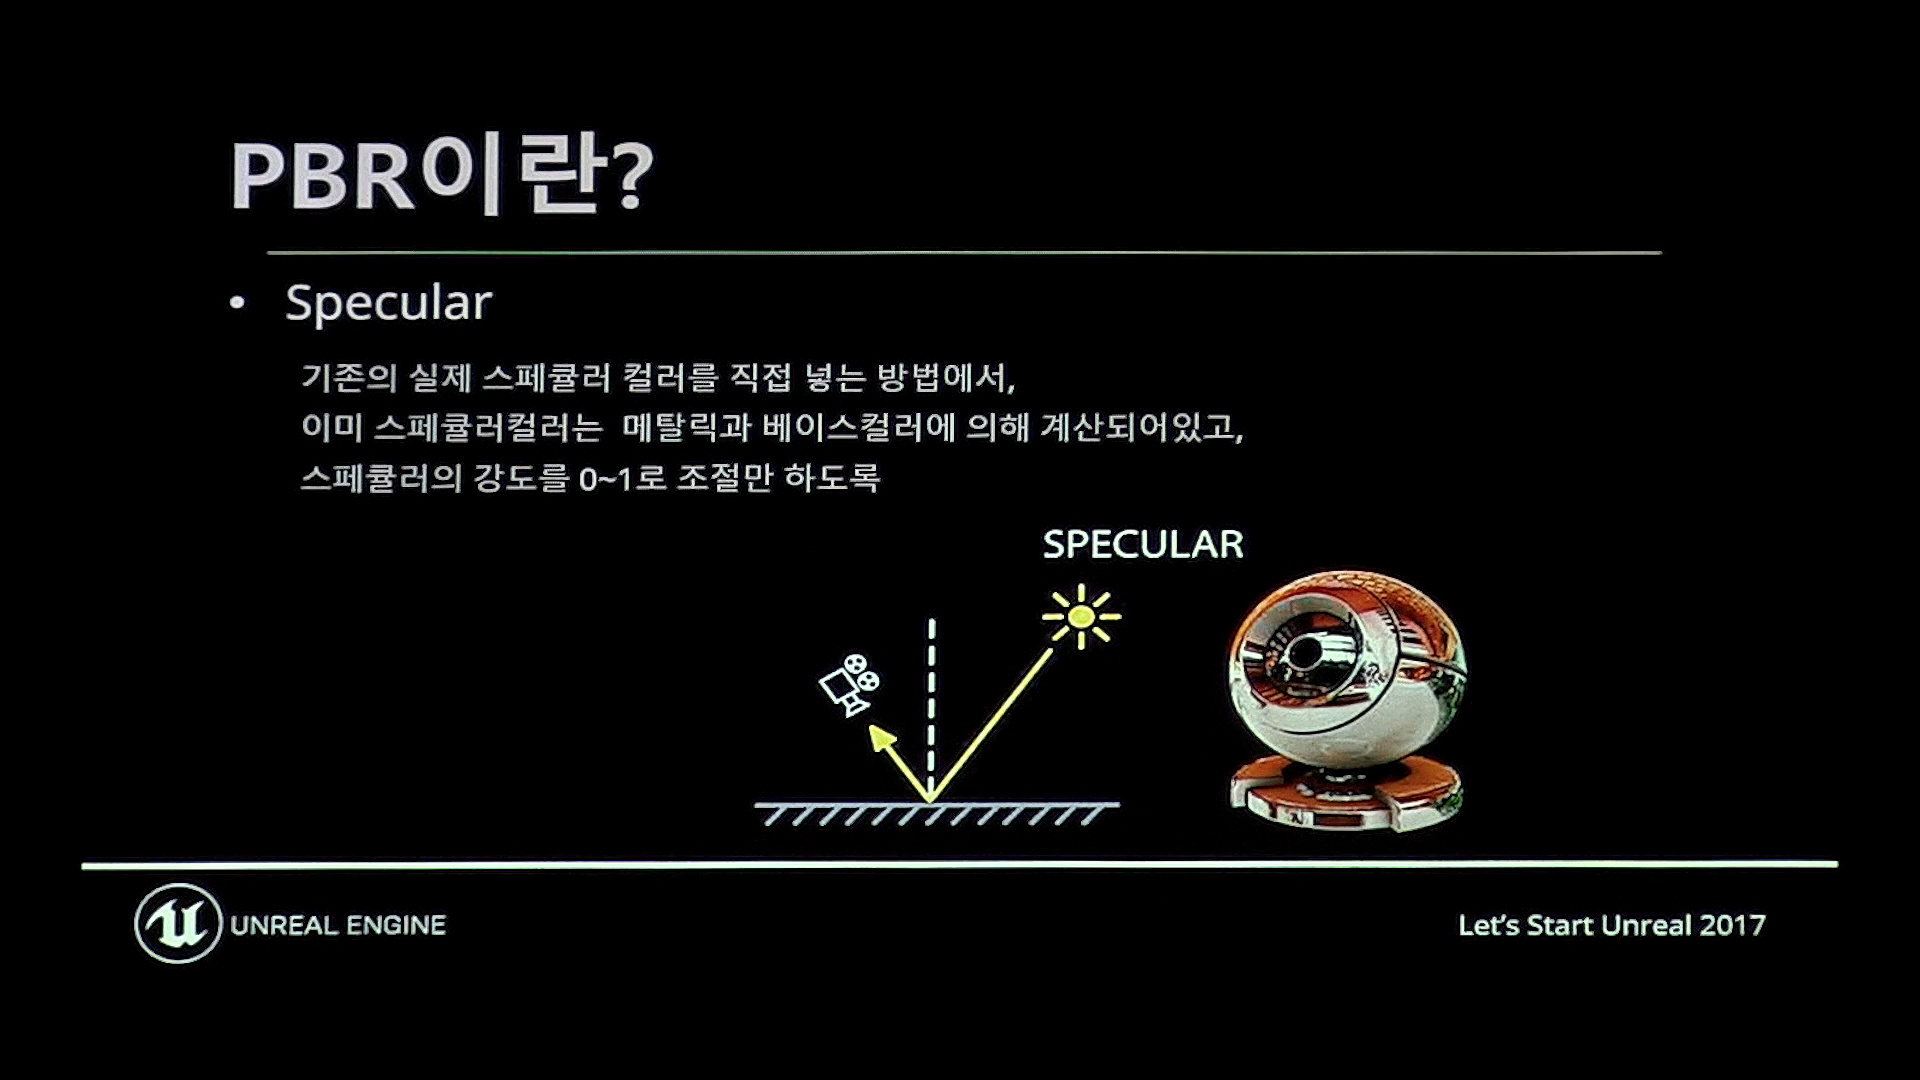 PBR이란?
• Specular
기존의 실제 스페큘러 컬러를 직접 넣는 방법에서,
이미 스페큘러컬러는 메탈릭과 베이스컬러에 의해 계산되어있고,
스페큘러의 강도를 0~1로 조절만 하도록
SPECULAR
UNREAL ENGINE
Let's Start Unreal 2017